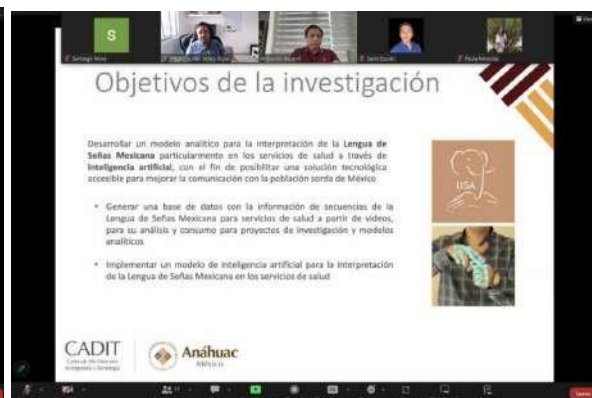 S
Objetivos de la investigación
Desarrollar un modelo analítico para la interpretación de la Lengua de
Señas Mexicana particularmente en los servicios de salud a través de
inteligencia artificial, con el fin de posibilitar una solución tecnológica
accesible para mejorar la comunicación con la población sorda de México
• Generar una base de datos con la información de secuencias de la
Lengua de Señas Mexicana para servicios de salud a partir de videos,
para su análisis y consumo para proyectos de investigación y modelos
analíticos
• Implementar un modelo de inteligencia artificial para la interpretación
de la Lengua de Señas Mexicana en los servicios de salud
USA
CADIT
Anáhuac
México